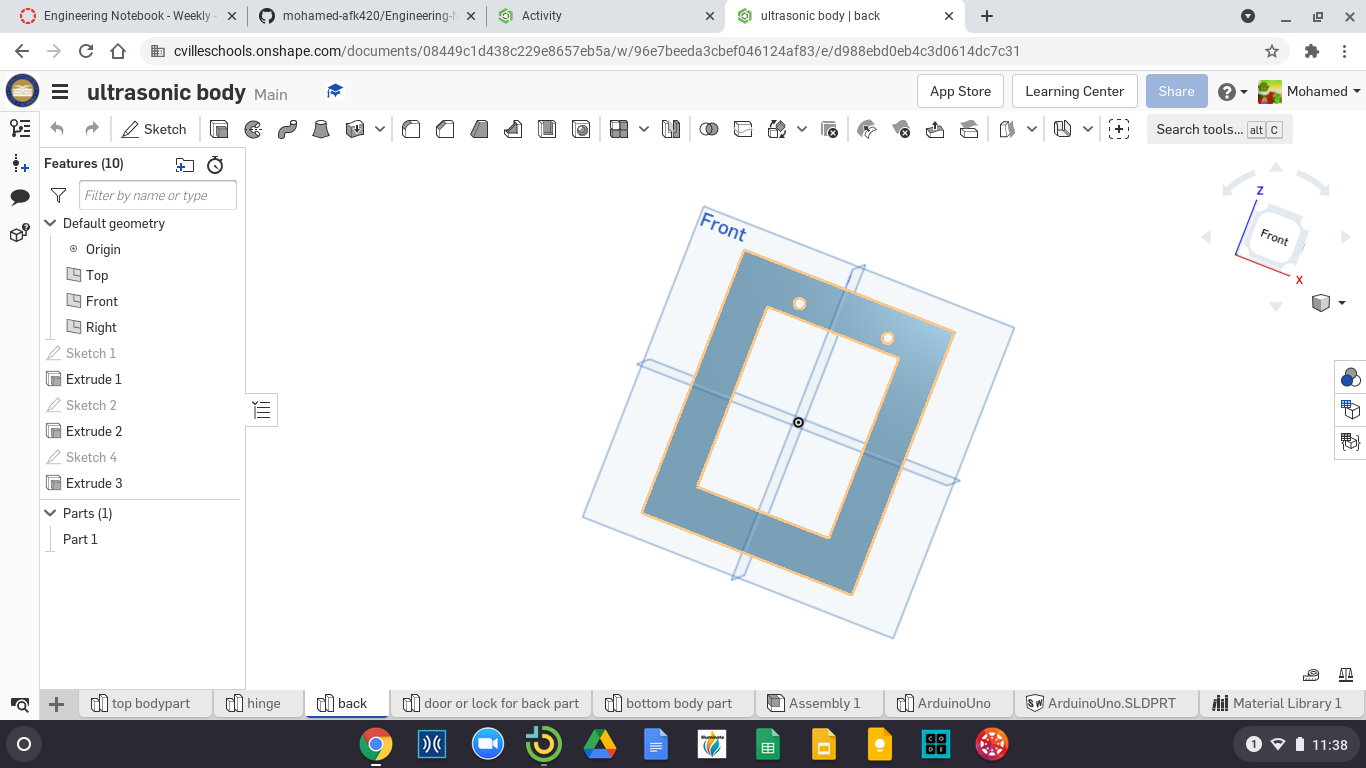 Engineering Notebook - Weekly -
mohamed-afk420/Engineering-N
Activity
ultrasonic body | back
cvilleschools.onshape.com/documents/08449c1d438c229e8657eb5a/w/96e7beeda3cbef046124af83/e/d988ebd0eb4c3d0614dc7c31
ultrasonic body Main
App Store
Learning Center
Share
Mohamed
Sketch
Search tools... alt C
Features (10)
Filter by name or type
Default geometry
Origin
Top
Front
Right
Sketch 1
Extrude 1
Sketch 2
Extrude 2
Sketch 4
Extrude 3
Parts (1)
Part 1
Front
Z
Front
X
top bodypart
hinge
back
door or lock for back part
bottom body part
Assembly 1
ArduinoUno
ArduinoUno.SLDPRT
Material Library 1
1
11:38